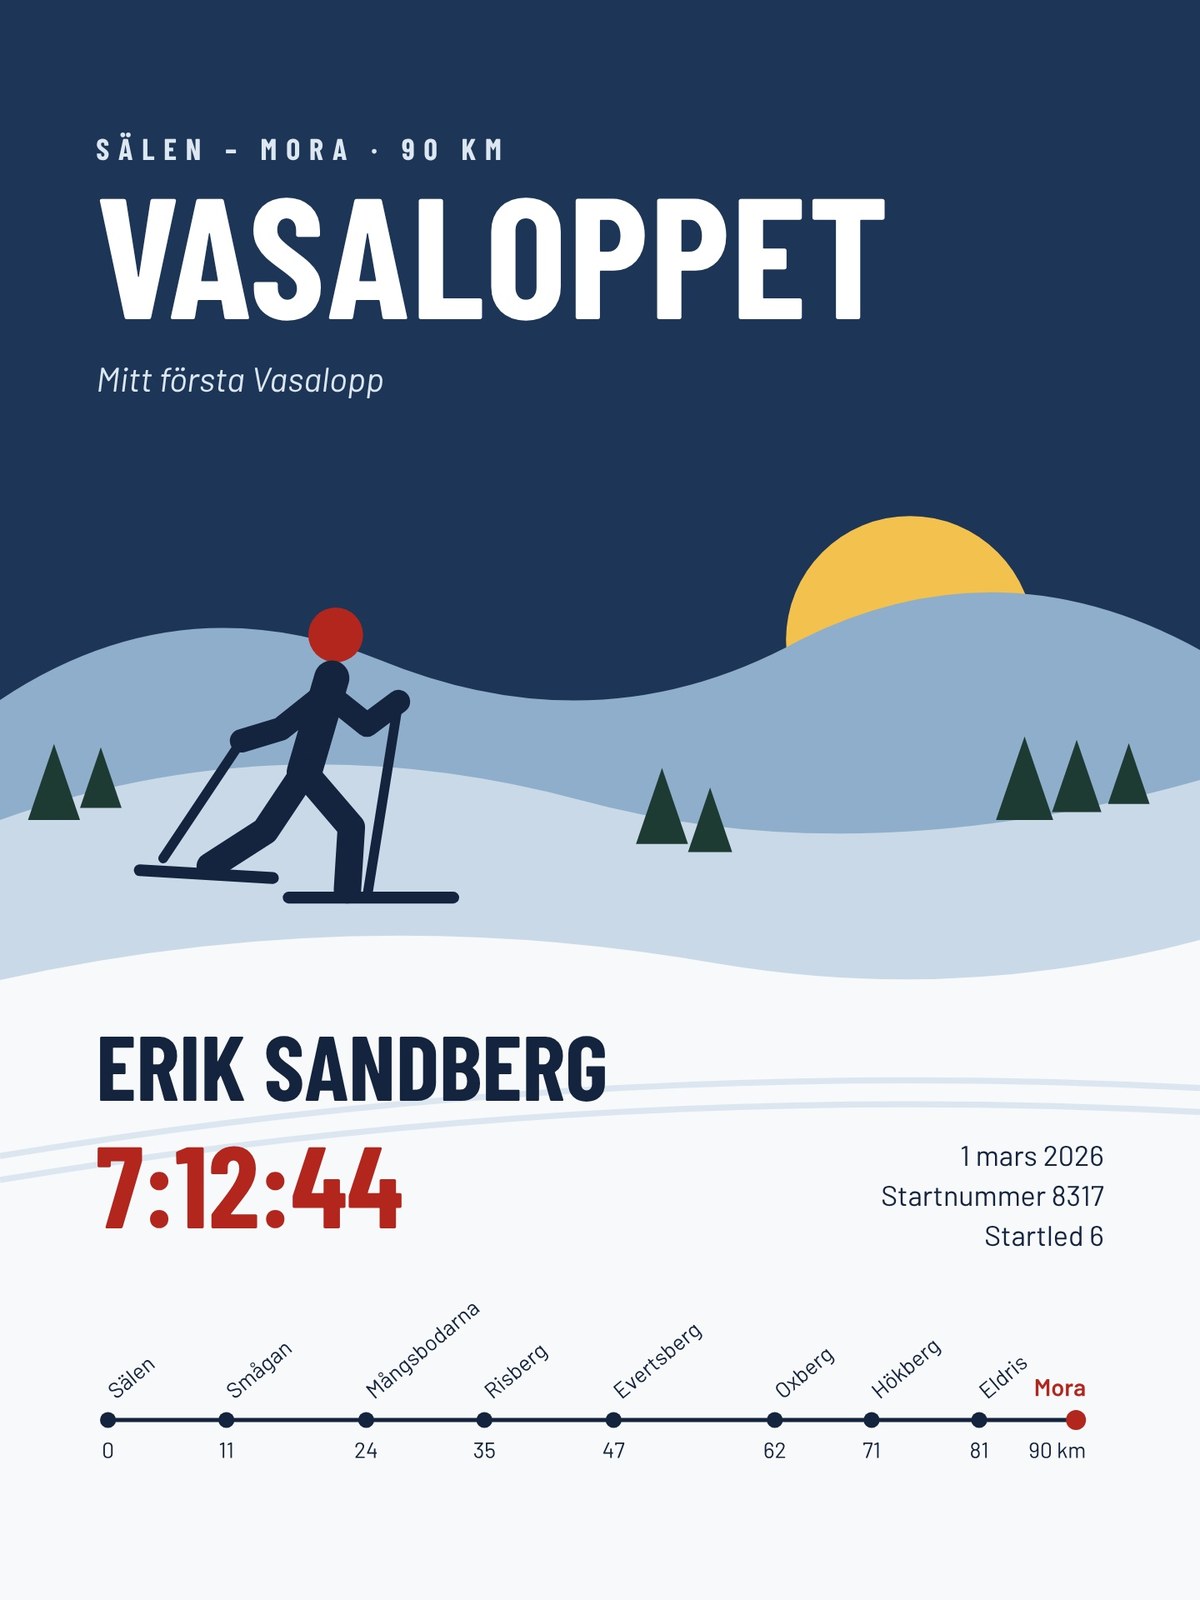 SÄLEN – MORA · 90 KM
VASALOPPET
Mitt första Vasalopp
ERIK SANDBERG
7:12:44
1 mars 2026
Startnummer 8317
Startled 6
Sälen Smågan Mångsbodarna Risberg Evertsberg Oxberg Hökberg Eldris Mora
0 11 24 35 47 62 71 81 90 km